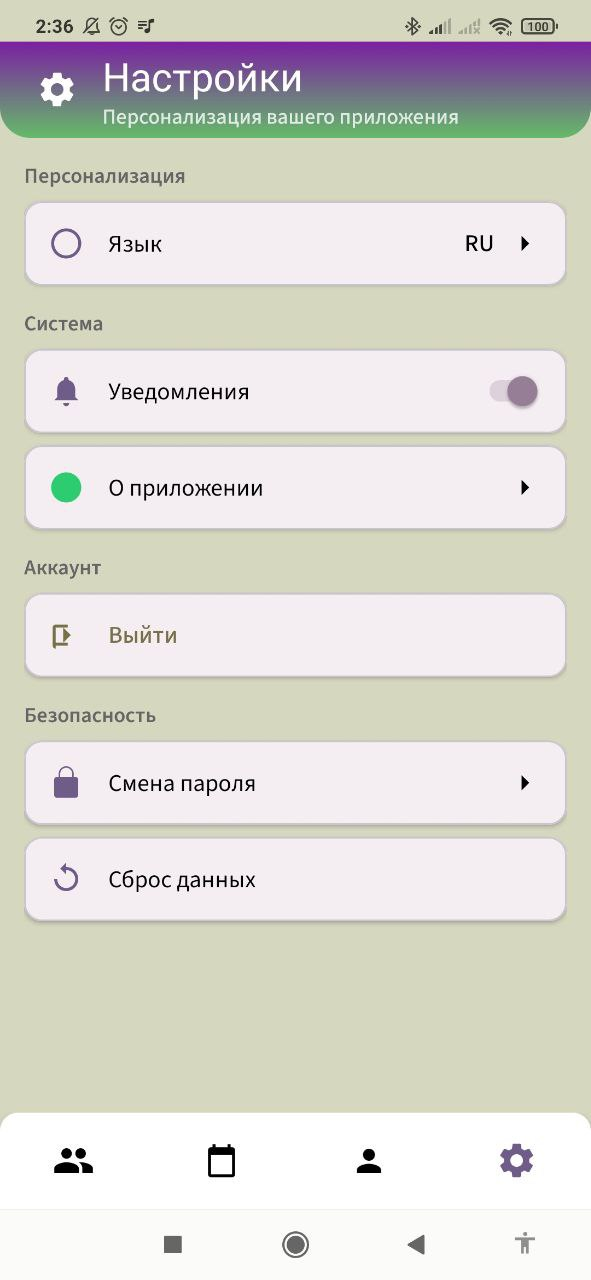 2:36
100
Настройки
Персонализация вашего приложения
Персонализация
Язык
RU
Система
Уведомления
О приложении
Аккаунт
Выйти
Безопасность
Смена пароля
Сброс данных